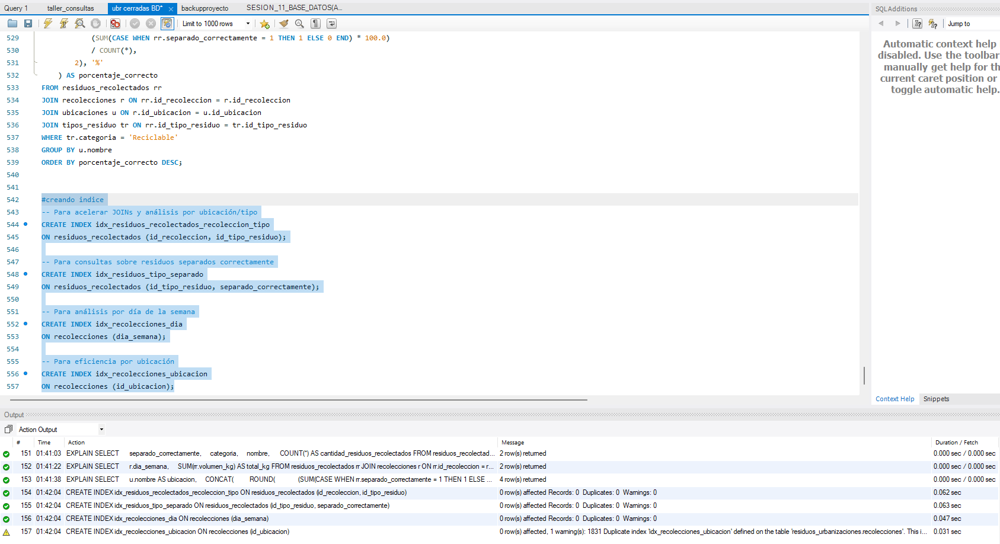 Query 1 taller_consultas ubr cerradas BD* backupproyecto SESION_11_BASE_DATOS(A...
Limit to 1000 rows
529 (SUM(CASE WHEN rr.separado_correctamente = 1 THEN 1 ELSE 0 END) * 100.0)
530 / COUNT(*),
531 2), '%'
532 ) AS porcentaje_correcto
533 FROM residuos_recolectados rr
534 JOIN recolecciones r ON rr.id_recoleccion = r.id_recoleccion
535 JOIN ubicaciones u ON r.id_ubicacion = u.id_ubicacion
536 JOIN tipos_residuo tr ON rr.id_tipo_residuo = tr.id_tipo_residuo
537 WHERE tr.categoria = 'Reciclable'
538 GROUP BY u.nombre
539 ORDER BY porcentaje_correcto DESC;
540
541
542 #creando indice
543 -- Para acelerar JOINs y análisis por ubicación/tipo
544 CREATE INDEX idx_residuos_recolectados_recoleccion_tipo
545 ON residuos_recolectados (id_recoleccion, id_tipo_residuo);
546
547 -- Para consultas sobre residuos separados correctamente
548 CREATE INDEX idx_residuos_tipo_separado
549 ON residuos_recolectados (id_tipo_residuo, separado_correctamente);
550
551 -- Para análisis por día de la semana
552 CREATE INDEX idx_recolecciones_dia
553 ON recolecciones (dia_semana);
554
555 -- Para eficiencia por ubicación
556 CREATE INDEX idx_recolecciones_ubicacion
557 ON recolecciones (id_ubicacion);
SQLAdditions
Jump to
Automatic context help
disabled. Use the toolbar
manually get help for th
current caret position or
toggle automatic help.
Context Help Snippets
Output
Action Output
# Time Action Message Duration / Fetch
151 01:41:03 EXPLAIN SELECT separado_correctamente, categoria, nombre, COUNT(*) AS cantidad_residuos_recolectados FROM residuos_recolectad... 2 row(s) returned 0.000 sec / 0.000 sec
152 01:41:22 EXPLAIN SELECT r.dia_semana, SUM(rr.volumen_kg) AS total_kg FROM residuos_recolectados rr JOIN recolecciones r ON rr.id_recoleccion = r... 2 row(s) returned 0.000 sec / 0.000 sec
153 01:41:38 EXPLAIN SELECT u.nombre AS ubicacion, CONCAT( ROUND( (SUM(CASE WHEN rr.separado_correctamente = 1 THEN 1 ELSE ... 4 row(s) returned 0.000 sec / 0.000 sec
154 01:42:04 CREATE INDEX idx_residuos_recolectados_recoleccion_tipo ON residuos_recolectados (id_recoleccion, id_tipo_residuo) 0 row(s) affected Records: 0 Duplicates: 0 Warnings: 0 0.062 sec
155 01:42:04 CREATE INDEX idx_residuos_tipo_separado ON residuos_recolectados (id_tipo_residuo, separado_correctamente) 0 row(s) affected Records: 0 Duplicates: 0 Warnings: 0 0.063 sec
156 01:42:04 CREATE INDEX idx_recolecciones_dia ON recolecciones (dia_semana) 0 row(s) affected Records: 0 Duplicates: 0 Warnings: 0 0.047 sec
157 01:42:04 CREATE INDEX idx_recolecciones_ubicacion ON recolecciones (id_ubicacion) 0 row(s) affected, 1 warning(s): 1831 Duplicate index 'idx_recolecciones_ubicacion' defined on the table 'residuos_urbanizaciones.recolecciones'. This i... 0.031 sec